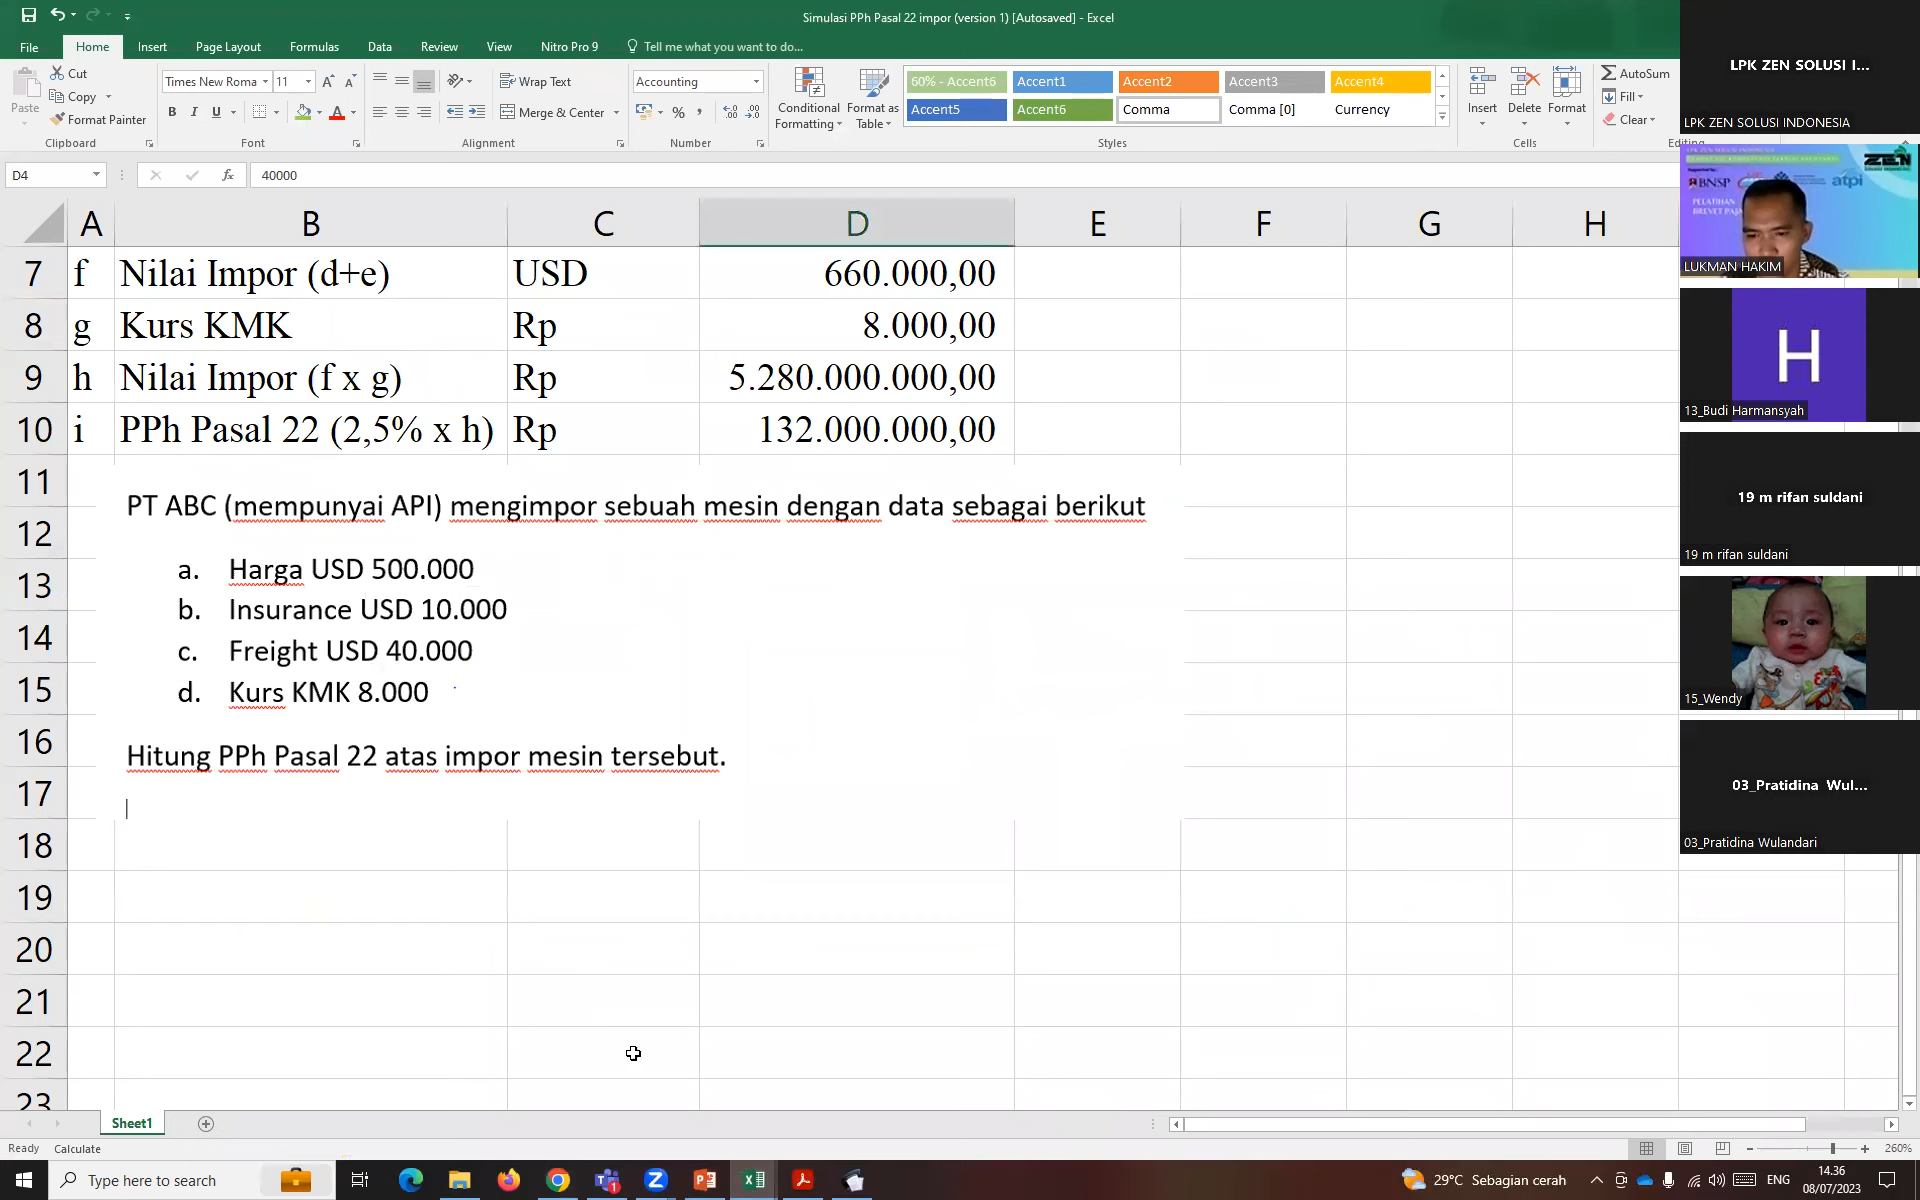 Simulasi PPh Pasal 22 impor (version 1) [Autosaved] - Excel
File Home Insert Page Layout Formulas Data Review View Nitro Pro 9 Tell me what you want to do...
Paste Cut Copy Format Painter Clipboard
Times New Roma 11 B I U Font
Wrap Text Merge & Center Alignment
Accounting % Number
Conditional Formatting Format as Table
60% - Accent6 Accent1 Accent2 Accent3 Accent4
Accent5 Accent6 Comma Comma [0] Currency
Styles
Insert Delete Format Cells
AutoSum Fill Clear
D4 fx 40000
A B C D E F G H
7 f Nilai Impor (d+e) USD 660.000,00
8 g Kurs KMK Rp 8.000,00
9 h Nilai Impor (f x g) Rp 5.280.000.000,00
10 i PPh Pasal 22 (2,5% x h) Rp 132.000.000,00
11
PT ABC (mempunyai API) mengimpor sebuah mesin dengan data sebagai berikut
12
a. Harga USD 500.000
13
b. Insurance USD 10.000
14
c. Freight USD 40.000
15
d. Kurs KMK 8.000
16
Hitung PPh Pasal 22 atas impor mesin tersebut.
17
18
19
20
21
22
23
Sheet1
Ready Calculate 260%
Type here to search
29°C Sebagian cerah ENG 14.36
08/07/2023
LPK ZEN SOLUSI I...
LPK ZEN SOLUSI INDONESIA
LPK ZEN SOLUSI INDONESIA
ZEN
BNSP atpi
PELATIHAN
BREVET PAJ
LUKMAN HAKIM
H
13_Budi Harmansyah
19 m rifan suldani
19 m rifan suldani
15_Wendy
03_Pratidina Wul...
03_Pratidina Wulandari